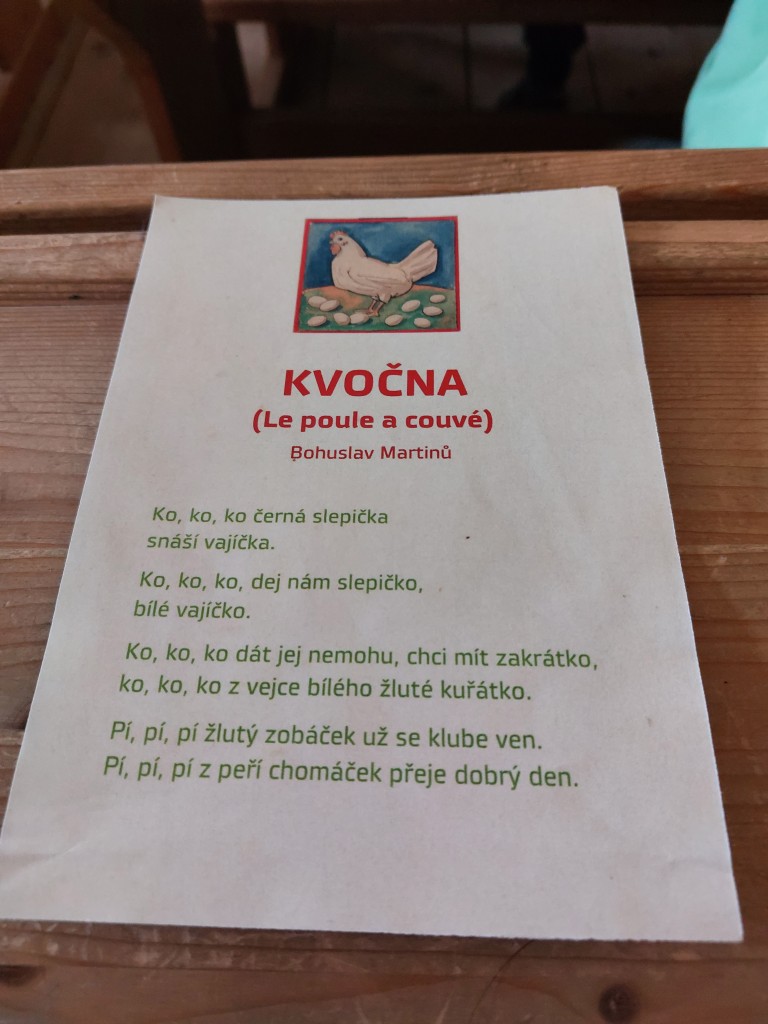 KVOČNA
(Le poule a couvé)
Bohuslav Martinů
Ko, ko, ko černá slepička
snáší vajíčka.
Ko, ko, ko, dej nám slepičko,
bílé vajíčko.
Ko, ko, ko dát jej nemohu, chci mít zakrátko,
ko, ko, ko z vejce bílého žluté kuřátko.
Pí, pí, pí žlutý zobáček už se klube ven.
Pí, pí, pí z peří chomáček přeje dobrý den.